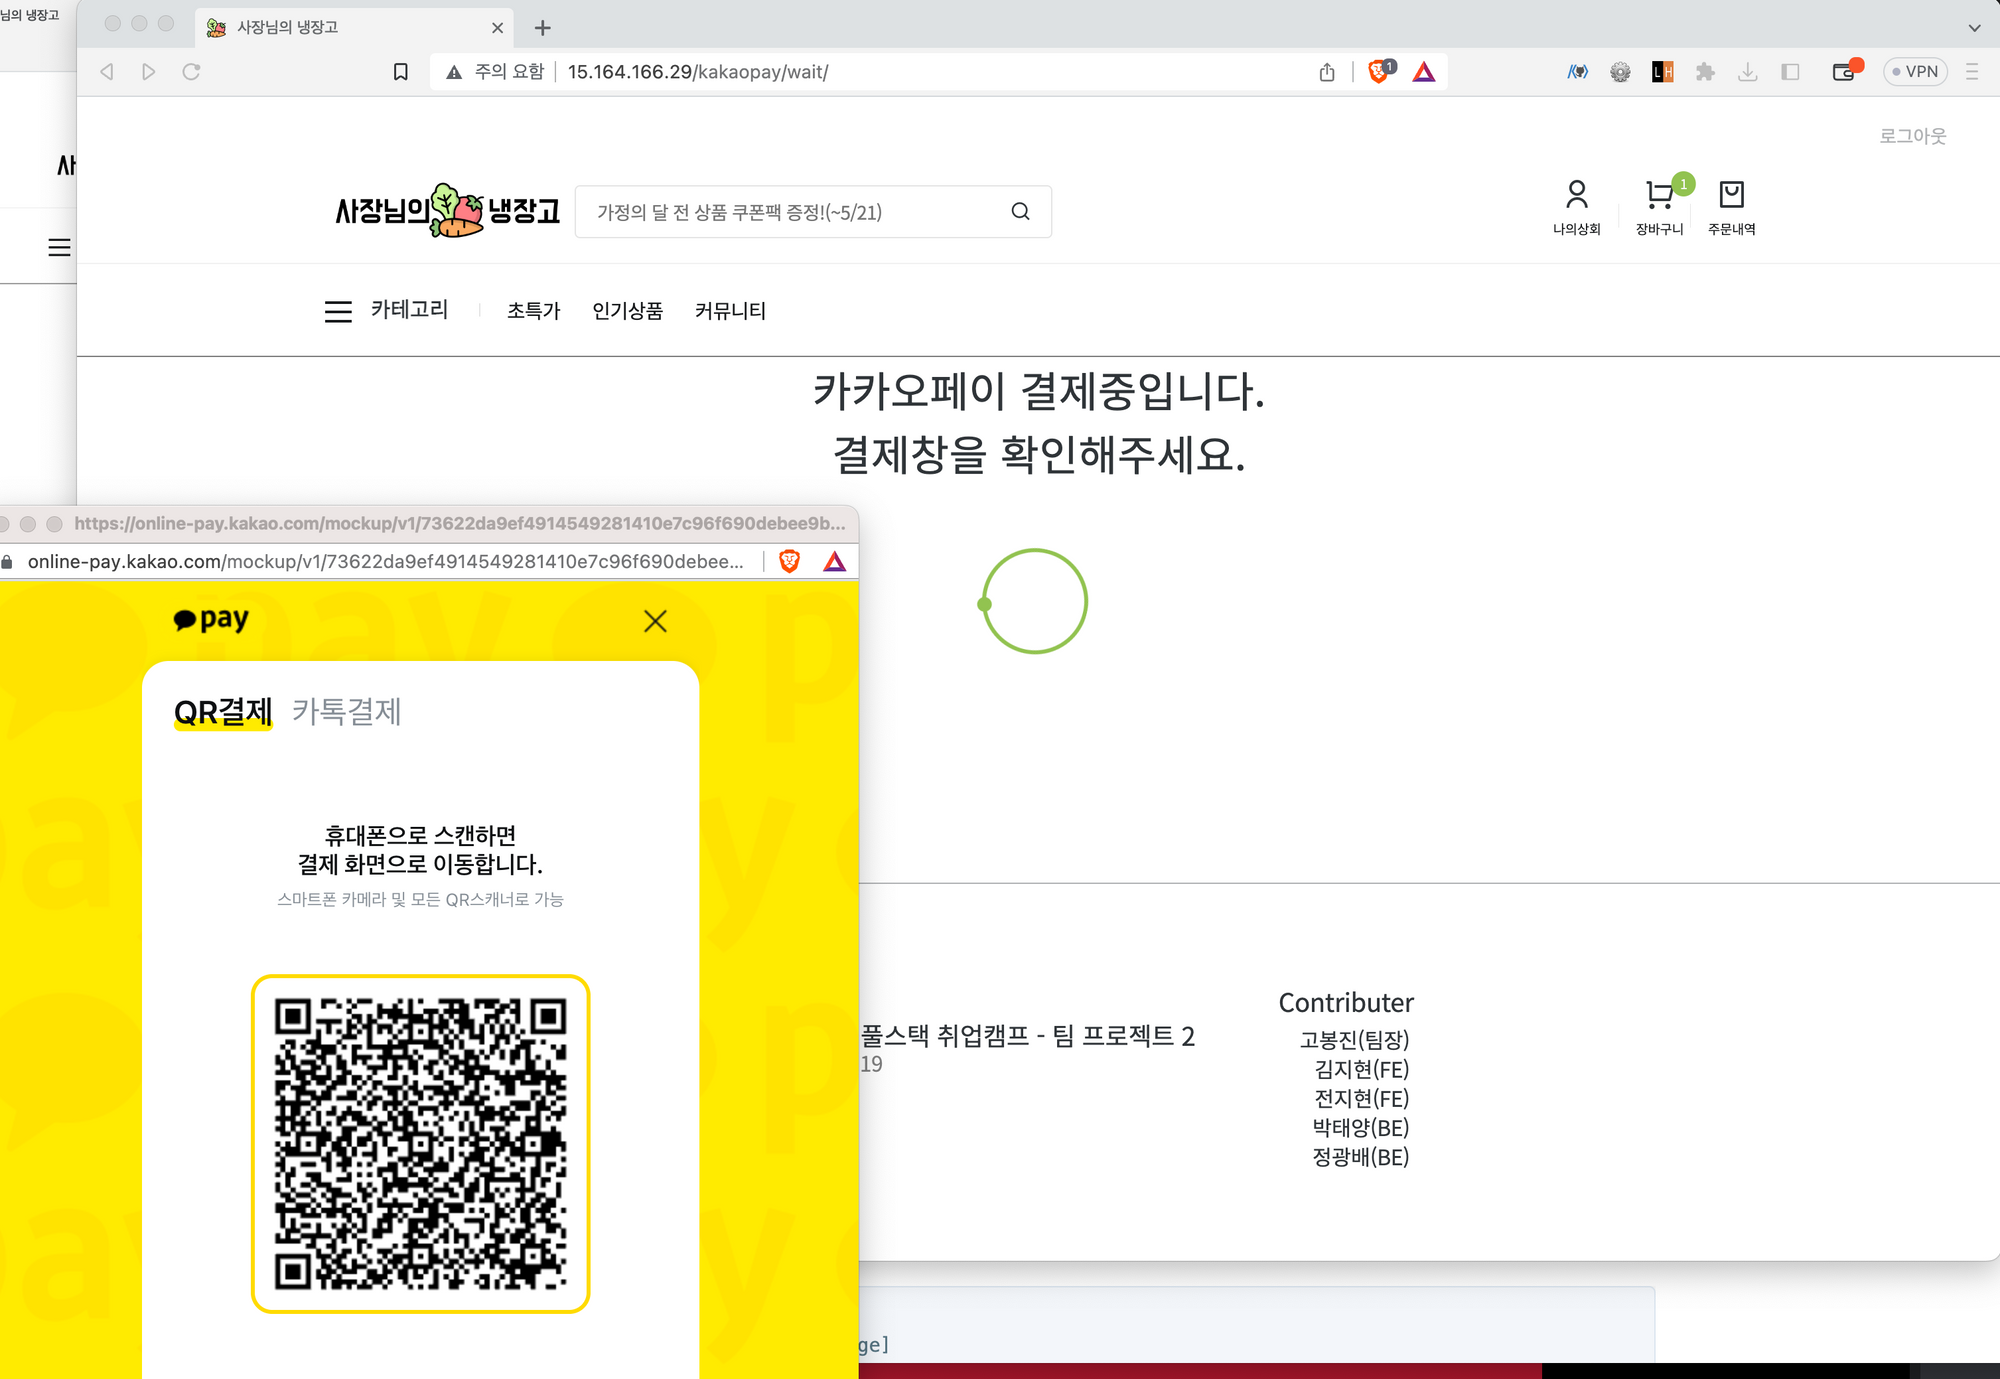 님의 냉장고
사
사장님의 냉장고
주의 요함
15.164.166.29/kakaopay/wait/
1
LH
VPN
로그아웃
사장님의 냉장고
가정의 달 전 상품 쿠폰팩 증정!(~5/21)
나의상회
1
장바구니
주문내역
카테고리
초특가
인기상품
커뮤니티
카카오페이 결제중입니다.
결제창을 확인해주세요.
https://online-pay.kakao.com/mockup/v1/73622da9ef4914549281410e7c96f690debee9b...
online-pay.kakao.com/mockup/v1/73622da9ef4914549281410e7c96f690debee...
pay
QR결제
카톡결제
휴대폰으로 스캔하면
결제 화면으로 이동합니다.
스마트폰 카메라 및 모든 QR스캐너로 가능
풀스택 취업캠프 - 팀 프로젝트 2
19
Contributer
고봉진(팀장)
김지현(FE)
전지현(FE)
박태양(BE)
정광배(BE)
ge]